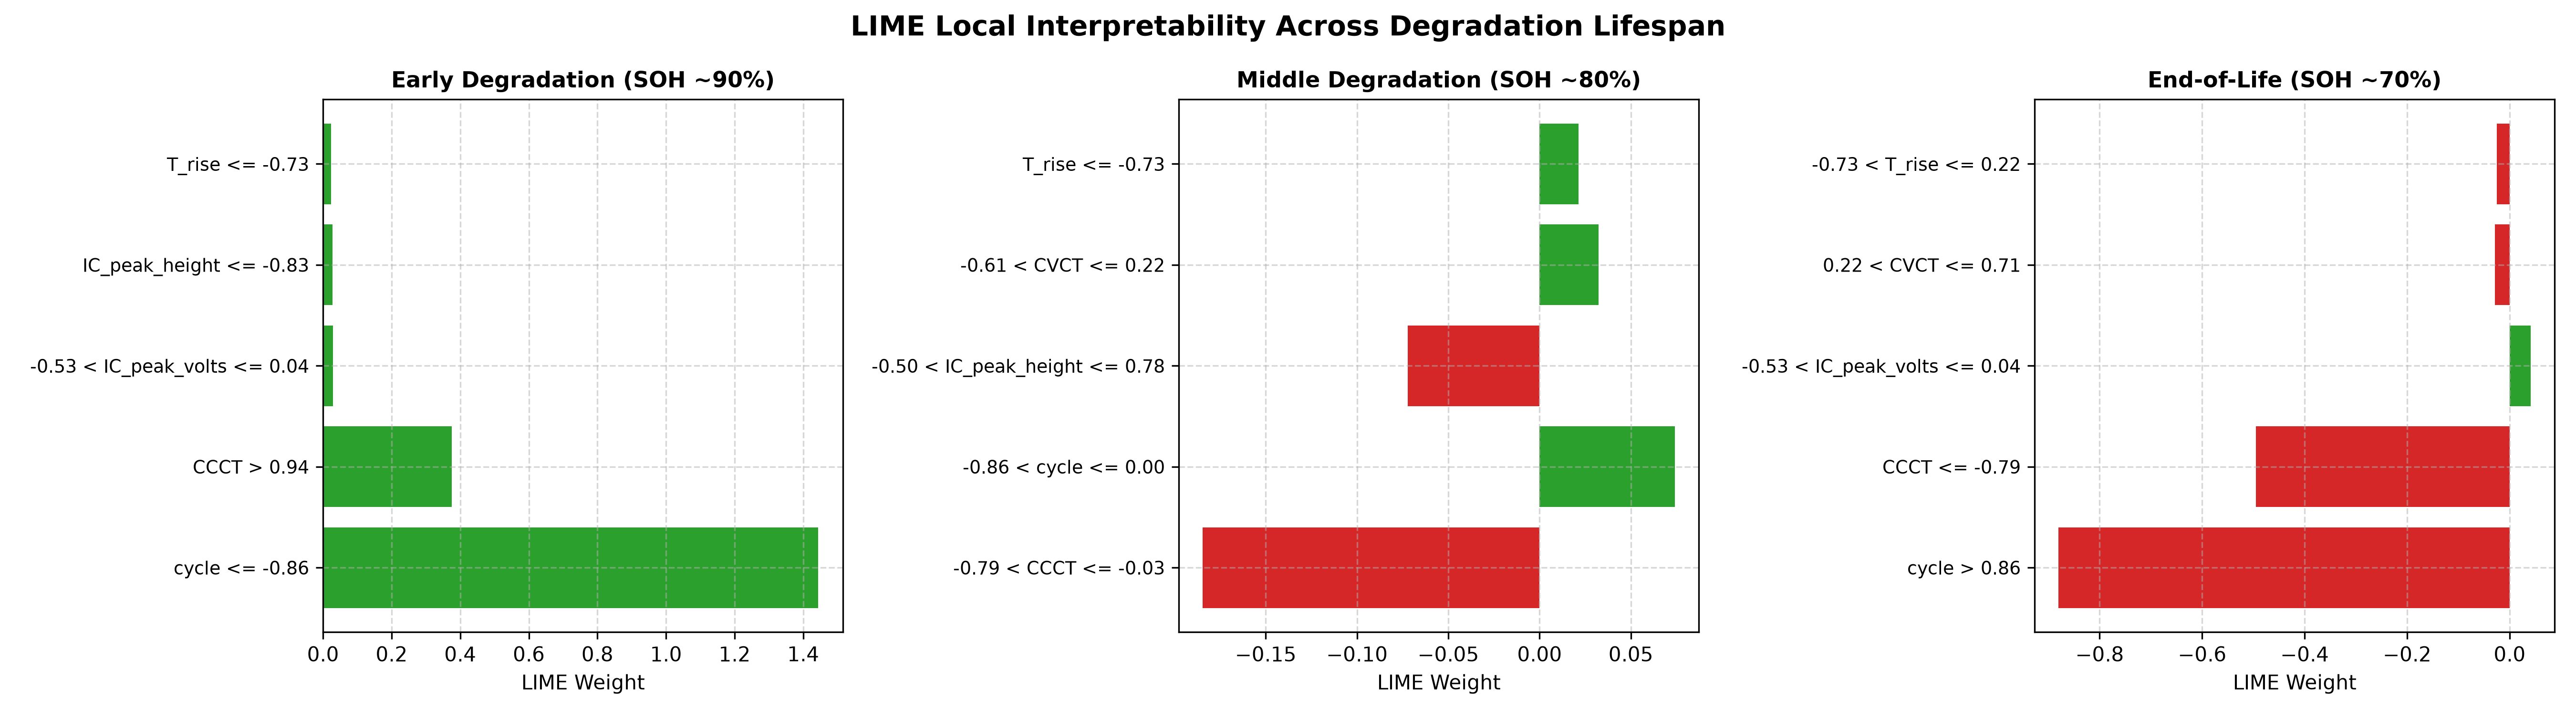 LIME Local Interpretability Across Degradation Lifespan
Early Degradation (SOH ~90%)
T_rise <= -0.73
IC_peak_height <= -0.83
-0.53 < IC_peak_volts <= 0.04
CCCT > 0.94
cycle <= -0.86
0.0 0.2 0.4 0.6 0.8 1.0 1.2 1.4
LIME Weight
Middle Degradation (SOH ~80%)
T_rise <= -0.73
-0.61 < CVCT <= 0.22
-0.50 < IC_peak_height <= 0.78
-0.86 < cycle <= 0.00
-0.79 < CCCT <= -0.03
−0.15 −0.10 −0.05 0.00 0.05
LIME Weight
End-of-Life (SOH ~70%)
-0.73 < T_rise <= 0.22
0.22 < CVCT <= 0.71
-0.53 < IC_peak_volts <= 0.04
CCCT <= -0.79
cycle > 0.86
−0.8 −0.6 −0.4 −0.2 0.0
LIME Weight